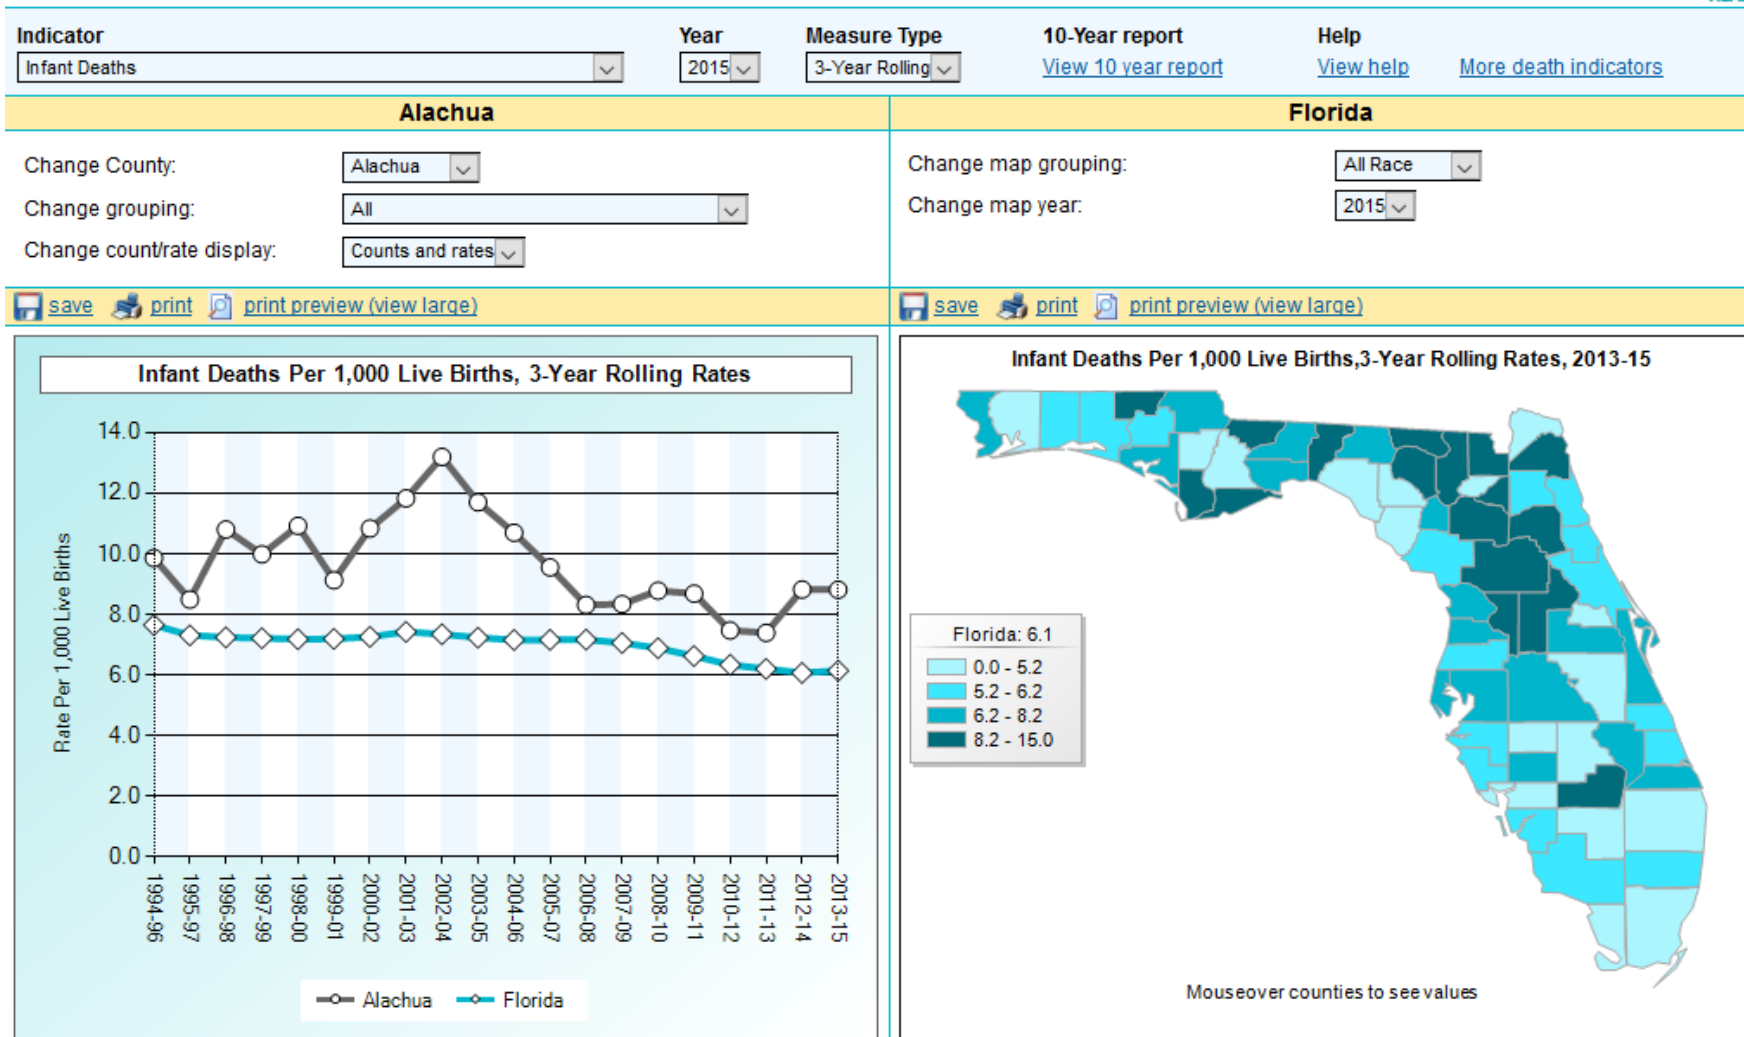 Indicator Year Measure Type 10-Year report Help
Infant Deaths 2015 3-Year Rolling View 10 year report View help More death indicators
Alachua
Florida
Change County: Alachua
Change grouping: All
Change count/rate display: Counts and rates
Change map grouping: All Race
Change map year: 2015
save print print preview (view large)
save print print preview (view large)
Infant Deaths Per 1,000 Live Births, 3-Year Rolling Rates
Rate Per 1,000 Live Births
14.0
12.0
10.0
8.0
6.0
4.0
2.0
0.0
1994-96
1995-97
1996-98
1997-99
1998-00
1999-01
2000-02
2001-03
2002-04
2003-05
2004-06
2005-07
2006-08
2007-09
2008-10
2009-11
2010-12
2011-13
2012-14
2013-15
Alachua Florida
Infant Deaths Per 1,000 Live Births,3-Year Rolling Rates, 2013-15
Florida: 6.1
0.0 - 5.2
5.2 - 6.2
6.2 - 8.2
8.2 - 15.0
Mouseover counties to see values